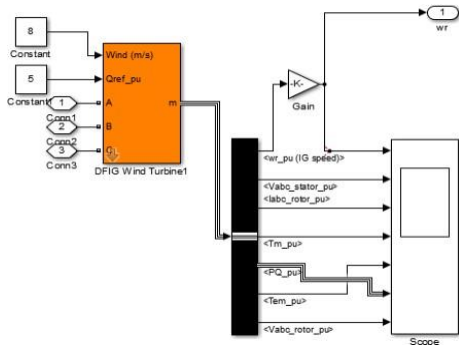 8
Constant
5
Constant1
1
Conn1
2
Conn2
3
Conn3
Wind (m/s)
Qref_pu
A
B
C
m
DFIG Wind Turbine1
1
wr
-K-
Gain
<wr_pu (IG speed)>
<Vabc_stator_pu>
<Iabc_rotor_pu>
<Tm_pu>
<PQ_pu>
<Tem_pu>
<Vabc_rotor_pu>
Scope